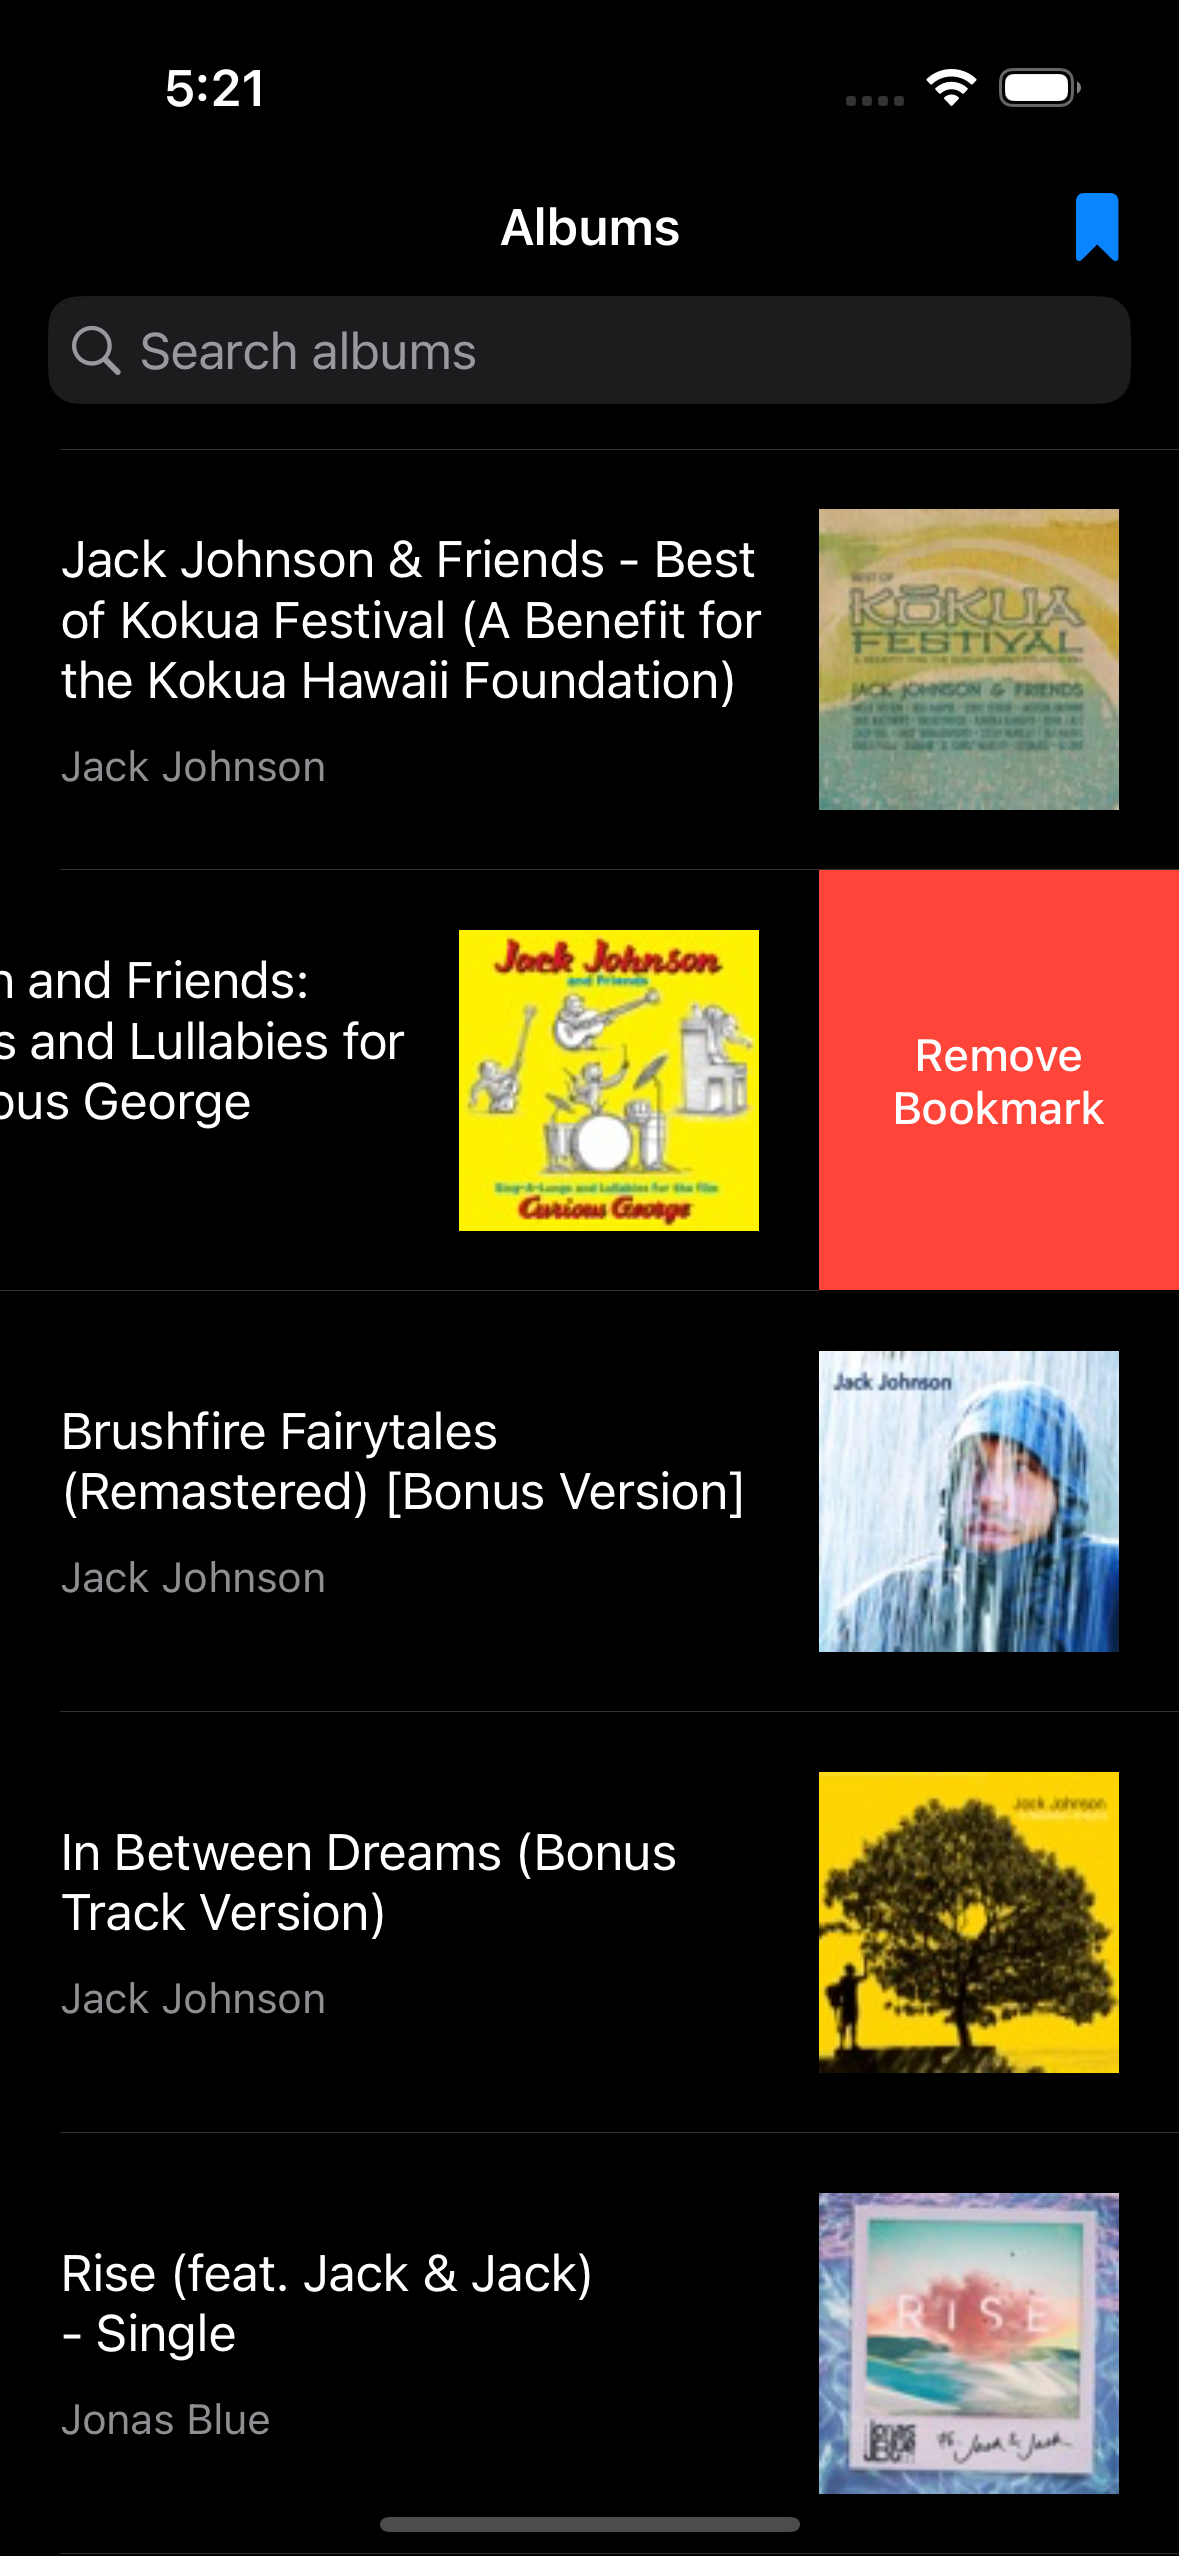 5:21
Albums
Search albums
Jack Johnson & Friends - Best
of Kokua Festival (A Benefit for
the Kokua Hawaii Foundation)
Jack Johnson
BEST OF
KŌKUA
FESTIVAL
JACK JOHNSON & FRIENDS
n and Friends:
s and Lullabies for
ous George
Jack Johnson
and Friends
Sing-A-Longs and Lullabies for the film
Curious George
Remove
Bookmark
Brushfire Fairytales
(Remastered) [Bonus Version]
Jack Johnson
Jack Johnson
In Between Dreams (Bonus
Track Version)
Jack Johnson
Jack Johnson
Rise (feat. Jack & Jack)
- Single
Jonas Blue
RISE
Jonas
Blue
ft. Jack & Jack